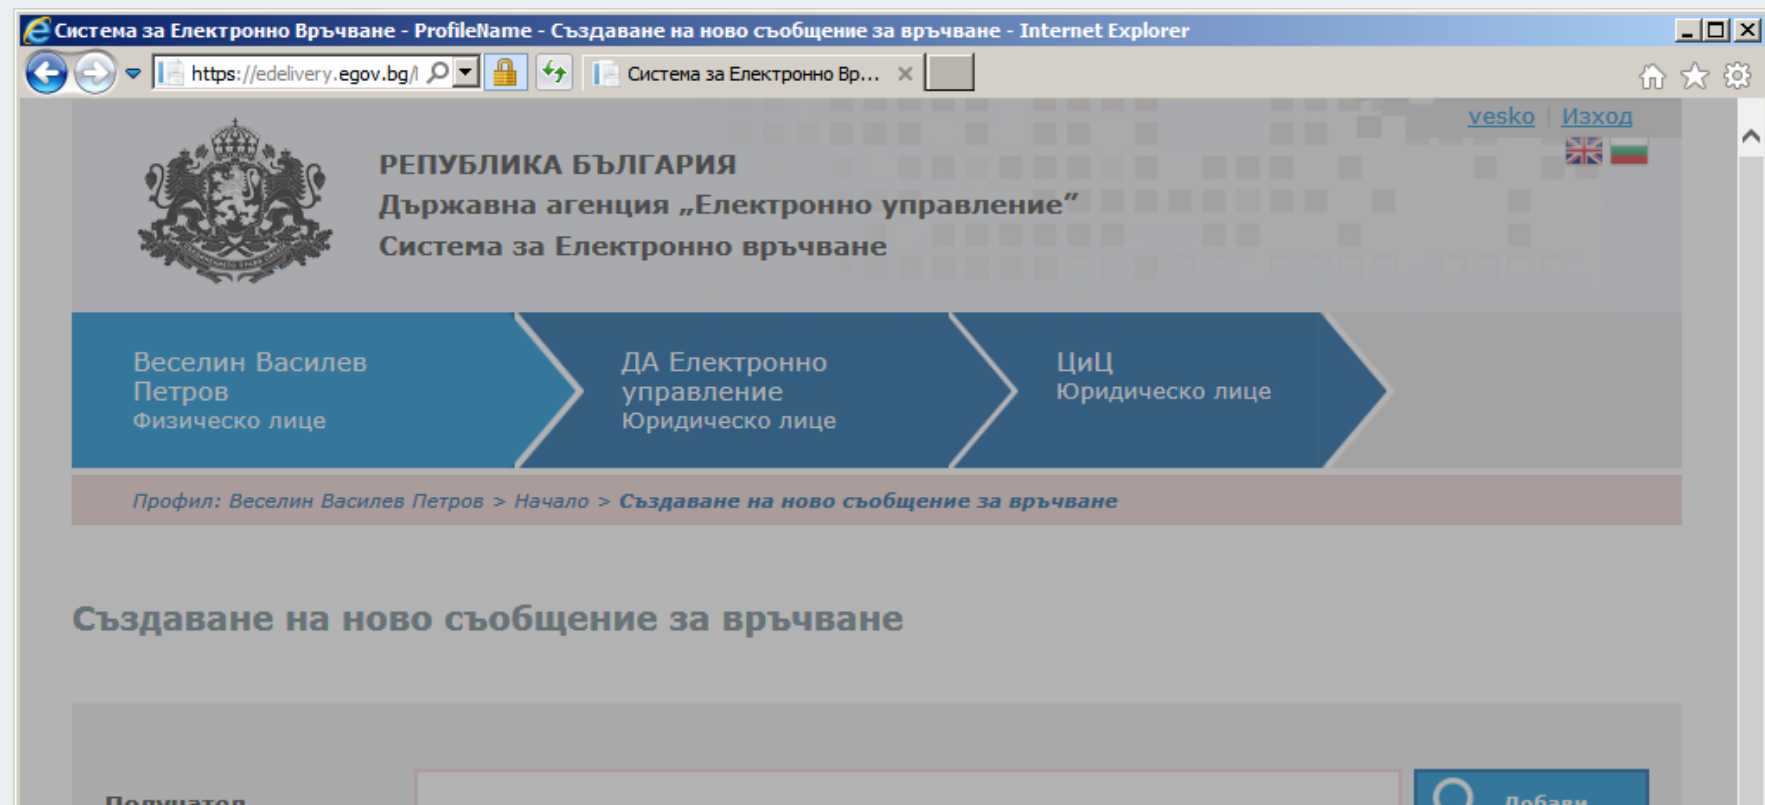 Система за Електронно Връчване - ProfileName - Създаване на ново съобщение за връчване - Internet Explorer
https://edelivery.egov.bg/
Система за Електронно Вр...
vesko | Изход
РЕПУБЛИКА БЪЛГАРИЯ
Държавна агенция „Електронно управление”
Система за Електронно връчване
Веселин Василев
Петров
Физическо лице
ДА Електронно
управление
Юридическо лице
ЦиЦ
Юридическо лице
Профил: Веселин Василев Петров > Начало > Създаване на ново съобщение за връчване
Създаване на ново съобщение за връчване
Получател
Добави